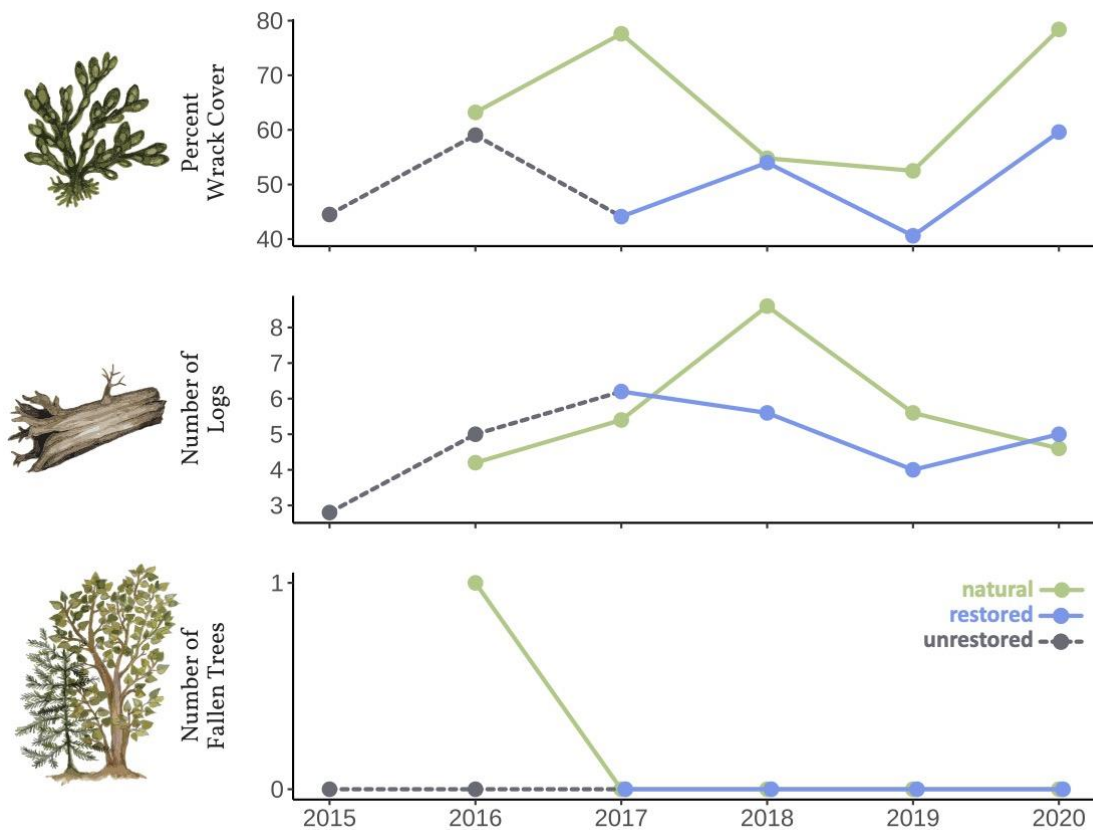 Percent
Wrack Cover
80
70
60
50
40
Number of
Logs
8
7
6
5
4
3
Number of
Fallen Trees
1
0
natural
restored
unrestored
2015 2016 2017 2018 2019 2020